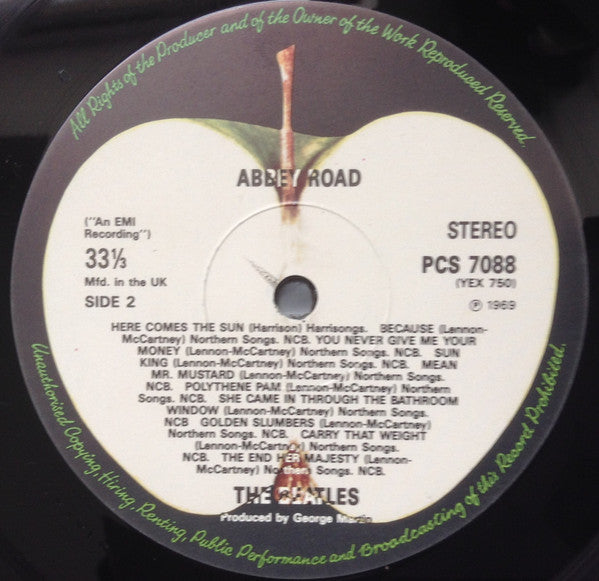 All Rights of the Producer and of the Owner of the Work Reproduced Reserved.
ABBEY ROAD
("An EMI
Recording")
33⅓
Mfd. in the UK
SIDE 2
STEREO
PCS 7088
(YEX 750)
℗ 1969
HERE COMES THE SUN (Harrison) Harrisongs. BECAUSE (Lennon-
McCartney) Northern Songs. NCB. YOU NEVER GIVE ME YOUR
MONEY (Lennon-McCartney) Northern Songs. NCB. SUN
KING (Lennon-McCartney) Northern Songs. NCB. MEAN
MR. MUSTARD (Lennon-McCartney) Northern Songs.
NCB. POLYTHENE PAM (Lennon-McCartney) Northern
Songs. NCB. SHE CAME IN THROUGH THE BATHROOM
WINDOW (Lennon-McCartney) Northern Songs.
NCB GOLDEN SLUMBERS (Lennon-McCartney)
Northern Songs. NCB. CARRY THAT WEIGHT
(Lennon-McCartney) Northern Songs.
NCB. THE END HER MAJESTY (Lennon-
McCartney) Northern Songs. NCB.
THE BEATLES
Produced by George Martin
Unauthorised Copying, Hiring, Renting, Public Performance and Broadcasting of this Record Prohibited.